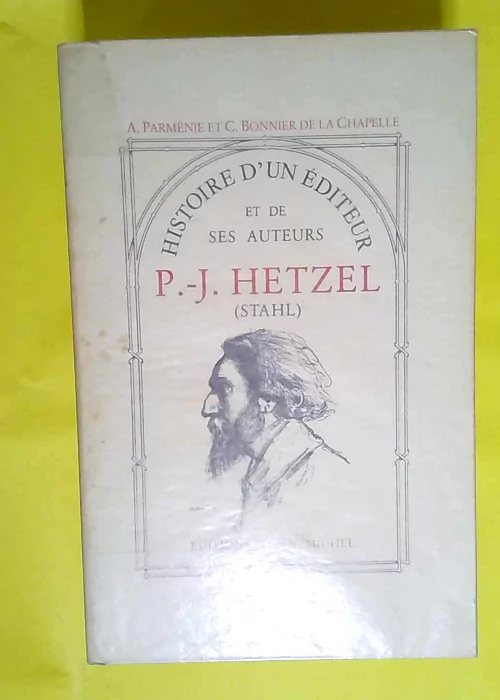 A. PARMÉNIE ET C. BONNIER DE LA CHAPELLE
HISTOIRE D'UN ÉDITEUR
ET DE
SES AUTEURS
P.-J. HETZEL
(STAHL)
MICHEL